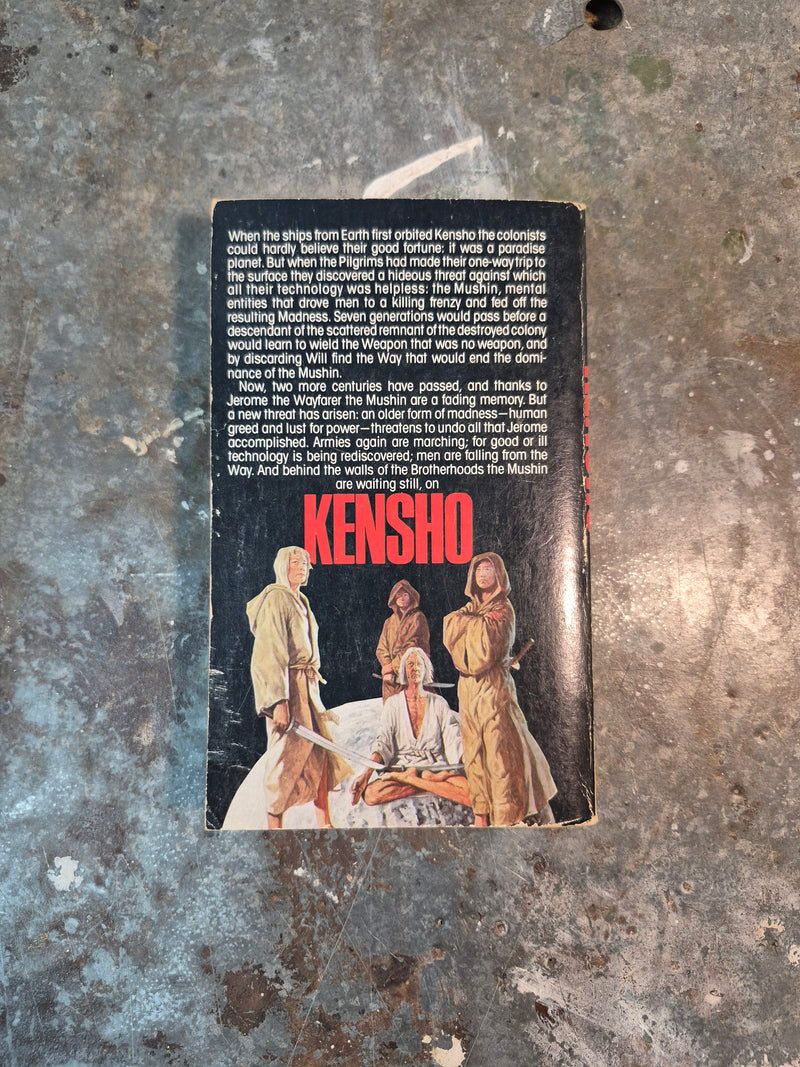 When the ships from Earth first orbited Kensho the colonists
could hardly believe their good fortune: it was a paradise
planet. But when the Pilgrims had made their one-way trip to
the surface they discovered a hideous threat against which
all their technology was helpless: the Mushin, mental
entities that drove men to a killing frenzy and fed off the
resulting Madness. Seven generations would pass before a
descendant of the scattered remnant of the destroyed colony
would learn to wield the Weapon that was no weapon, and
by discarding Will find the Way that would end the domi-
nance of the Mushin.
Now, two more centuries have passed, and thanks to
Jerome the Wayfarer the Mushin are a fading memory. But
a new threat has arisen: an older form of madness—human
greed and lust for power—threatens to undo all that Jerome
accomplished. Armies again are marching; for good or ill
technology is being rediscovered; men are falling from the
Way. And behind the walls of the Brotherhoods the Mushin
are waiting still, on
KENSHO